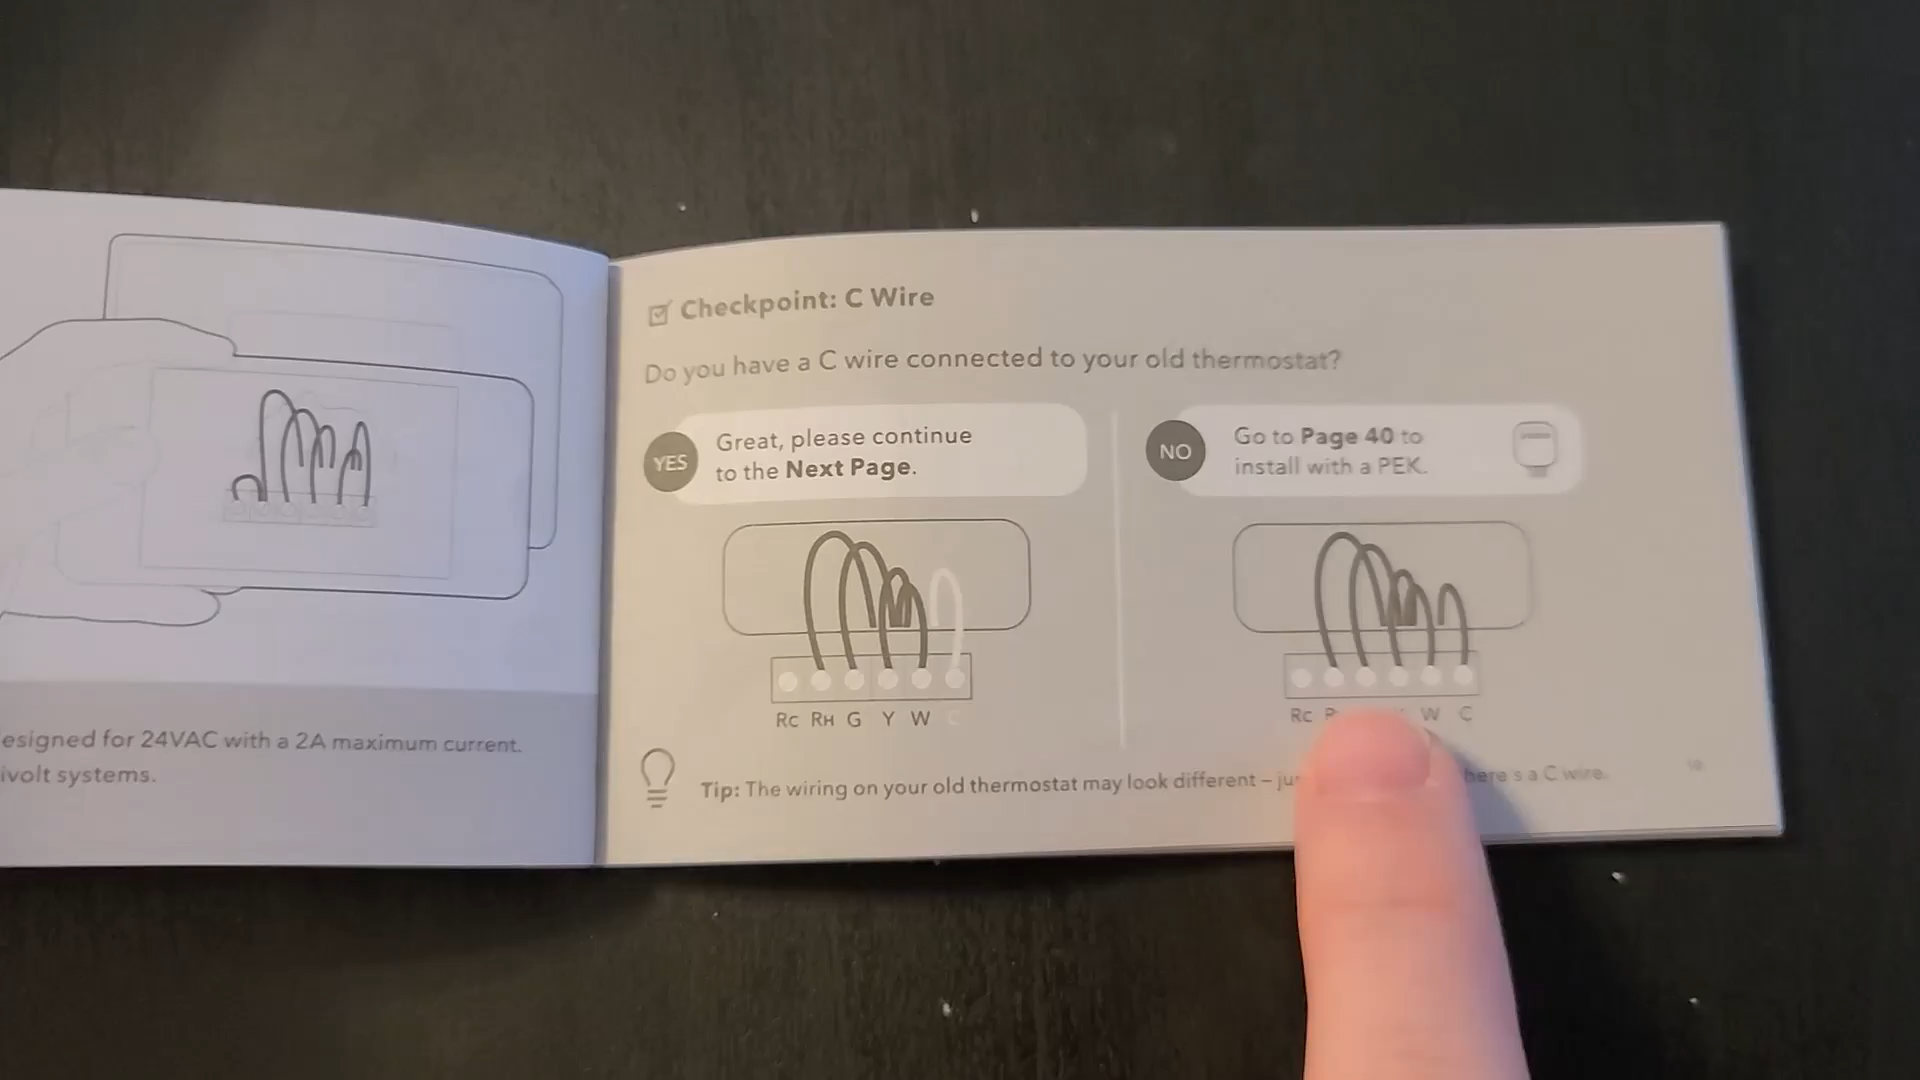 Checkpoint: C Wire
Do you have a C wire connected to your old thermostat?
YES
Great, please continue
to the Next Page.
NO
Go to Page 40 to
install with a PEK.
RC RH G Y W C
RC W C
Tip: The wiring on your old thermostat may look different – a C wire.
esigned for 24VAC with a 2A maximum current.
ivolt systems.